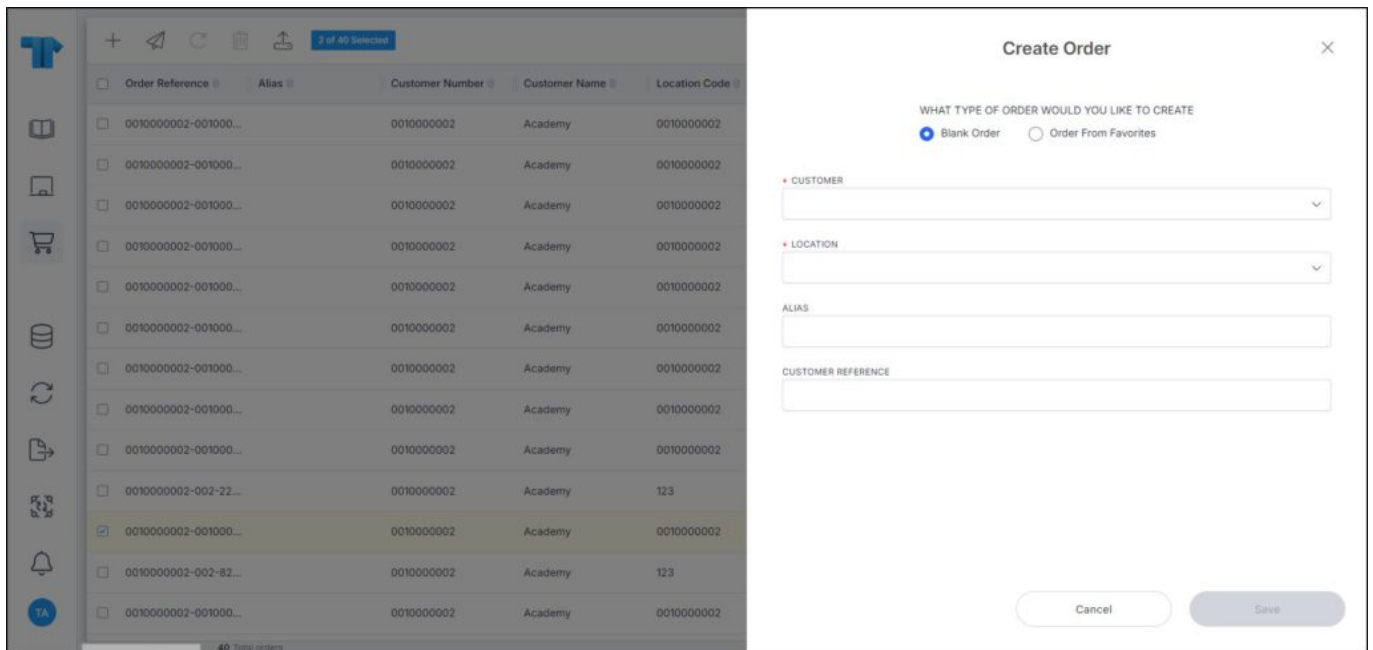 3 of 40 Selected
Create Order
Order Reference Alias Customer Number Customer Name Location Code
WHAT TYPE OF ORDER WOULD YOU LIKE TO CREATE
Blank Order Order From Favorites
0010000002-001000... 0010000002 Academy 0010000002
0010000002-001000... 0010000002 Academy 0010000002
* CUSTOMER
0010000002-001000... 0010000002 Academy 0010000002
0010000002-001000... 0010000002 Academy 0010000002
* LOCATION
0010000002-001000... 0010000002 Academy 0010000002
ALIAS
0010000002-001000... 0010000002 Academy 0010000002
0010000002-001000... 0010000002 Academy 0010000002
CUSTOMER REFERENCE
0010000002-001000... 0010000002 Academy 0010000002
0010000002-001000... 0010000002 Academy 0010000002
0010000002-002-22... 0010000002 Academy 123
0010000002-001000... 0010000002 Academy 0010000002
0010000002-002-82... 0010000002 Academy 123
TA 0010000002-001000... 0010000002 Academy 0010000002
Cancel Save
40 Total orders